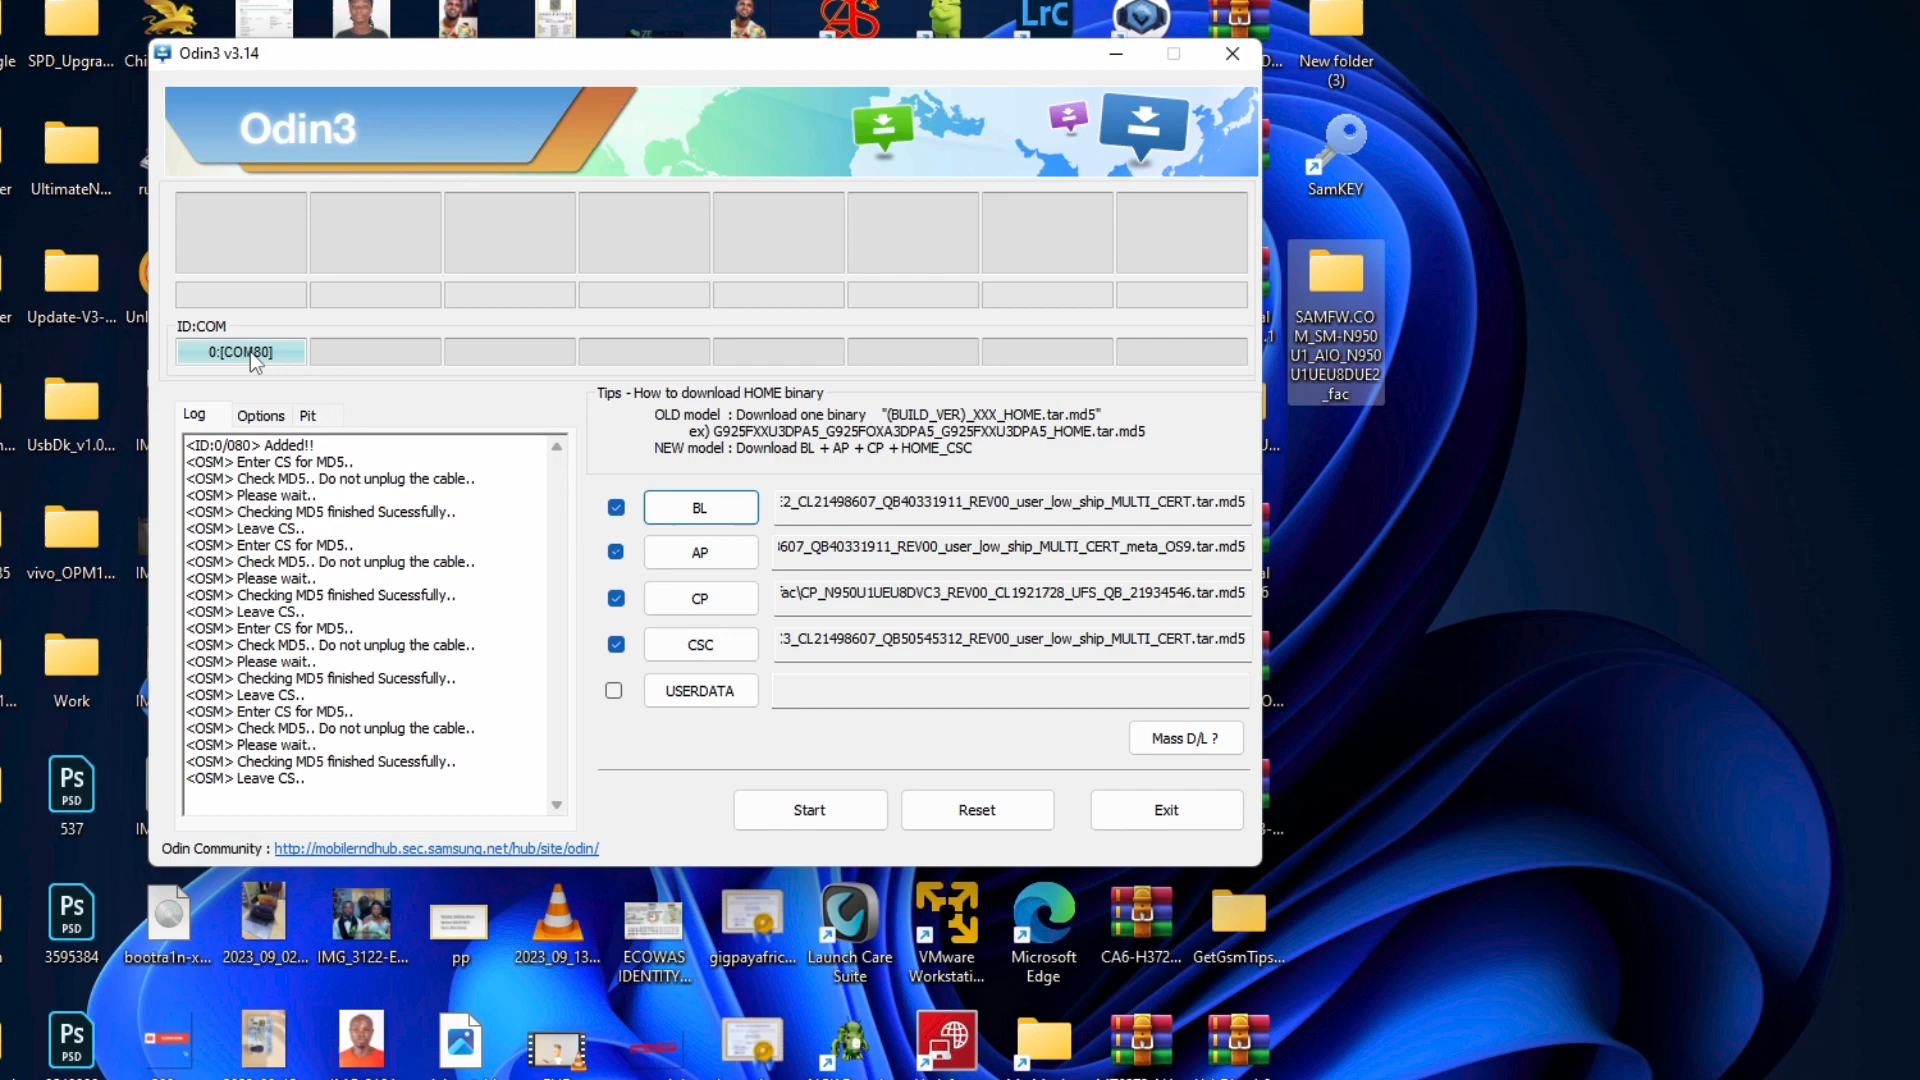 LrC
Odin3 v3.14
Odin3
ID:COM
0:[COM80]
Log
Options
Pit
<ID:0/080> Added!!
<OSM> Enter CS for MD5..
<OSM> Check MD5.. Do not unplug the cable..
<OSM> Please wait..
<OSM> Checking MD5 finished Sucessfully..
<OSM> Leave CS..
<OSM> Enter CS for MD5..
<OSM> Check MD5.. Do not unplug the cable..
<OSM> Please wait..
<OSM> Checking MD5 finished Sucessfully..
<OSM> Leave CS..
<OSM> Enter CS for MD5..
<OSM> Check MD5.. Do not unplug the cable..
<OSM> Please wait..
<OSM> Checking MD5 finished Sucessfully..
<OSM> Leave CS..
<OSM> Enter CS for MD5..
<OSM> Check MD5.. Do not unplug the cable..
<OSM> Please wait..
<OSM> Checking MD5 finished Sucessfully..
<OSM> Leave CS..
Tips - How to download HOME binary
OLD model : Download one binary "(BUILD_VER)_XXX_HOME.tar.md5"
ex) G925FXXU3DPA5_G925FOXA3DPA5_G925FXXU3DPA5_HOME.tar.md5
NEW model : Download BL + AP + CP + HOME_CSC
BL
:2_CL21498607_QB40331911_REV00_user_low_ship_MULTI_CERT.tar.md5
AP
607_QB40331911_REV00_user_low_ship_MULTI_CERT_meta_OS9.tar.md5
CP
ac\CP_N950U1UEU8DVC3_REV00_CL1921728_UFS_QB_21934546.tar.md5
CSC
:3_CL21498607_QB50545312_REV00_user_low_ship_MULTI_CERT.tar.md5
USERDATA
Mass D/L ?
Start
Reset
Exit
Odin Community : http://mobilerndhub.sec.samsung.net/hub/site/odin/
SPD_Upgra...
UltimateN...
Update-V3-...
UsbDk_v1.0...
vivo_OPM1...
Work
Ps
PSD
537
Ps
PSD
3595384
Ps
PSD
New folder
(3)
SamKEY
SAMFW.CO
M_SM-N950
U1_AIO_N950
U1UEU8DUE2
_fac
bootra1n-x...
2023_09_02...
IMG_3122-E...
pp
2023_09_13...
ECOWAS
IDENTITY...
gigpayafric...
Launch Care
Suite
VMware
Workstati...
Microsoft
Edge
CA6-H372...
GetGsmTips...